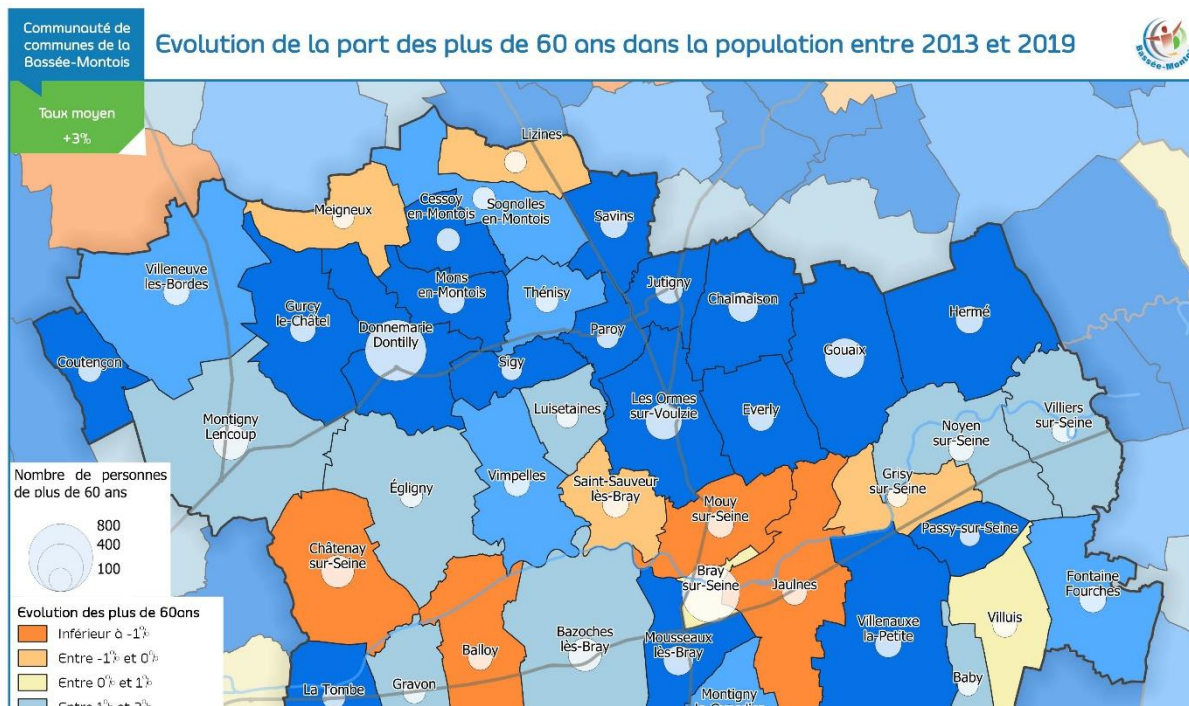 Communauté de
communes de la
Bassée-Montois
Evolution de la part des plus de 60 ans dans la population entre 2013 et 2019
Bassée-Montois
Taux moyen
+3%
Lizines
Meigneux
Cessoy
en-Montois
Sognolles
en-Montois
Savins
Villeneuve
les-Bordes
Mons
en-Montois
Thénisy
Jutigny
Chalmaison
Gurcy
le-Châtel
Hermé
Donnemarie
Dontilly
Paroy
Gouaix
Coutençon
Sigy
Les Ormes
sur-Voulzie
Everly
Luisetaines
Montigny
Lencoup
Noyen
sur-Seine
Villiers
sur-Seine
Nombre de personnes
de plus de 60 ans
800
400
100
Égligny
Vimpelles
Saint-Sauveur
lès-Bray
Mouy
sur-Seine
Grisy
sur-Seine
Passy-sur-Seine
Châtenay
sur-Seine
Bray
sur-Seine
Jaulnes
Fontaine
Fourches
Villenauxe
la-Petite
Villuis
Evolution des plus de 60ans
Inférieur à -1%
Entre -1% et 0%
Entre 0% et 1%
Balloy
Bazoches
lès-Bray
Mousseaux
lès-Bray
La Tombe
Gravon
Baby
Montigny